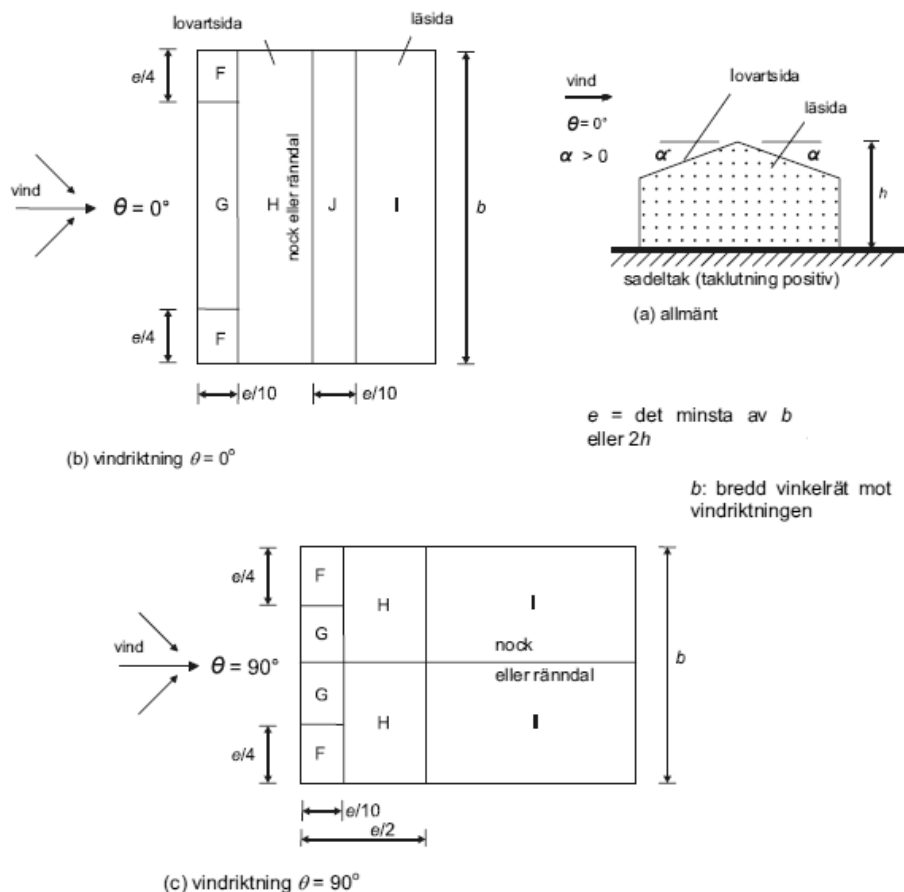 lovartsida
läsida
e/4
F
vind
θ = 0°
G
H
nock eller ränndal
J
I
b
e/4
F
e/10
e/10
(b) vindriktning θ = 0°
vind
θ = 0°
α > 0
lovartsida
läsida
α
α
h
sadeltak (taklutning positiv)
(a) allmänt
e = det minsta av b
eller 2h
b: bredd vinkelrät mot
vindriktningen
e/4
F
H
I
G
vind
θ = 90°
nock
eller ränndal
b
G
H
I
e/4
F
e/10
e/2
(c) vindriktning θ = 90°